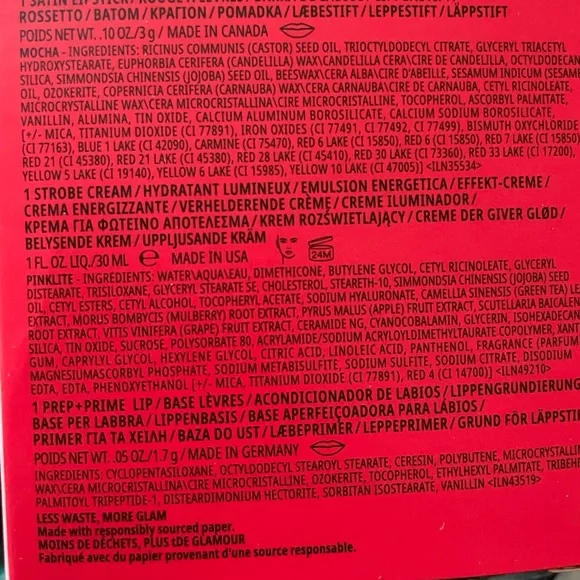 1 SATIN LIPSTICK / ROUGE
ROSSETTO / BATOM / ΚΡΑΓΙΟΝ / POMADKA / LÆBESTIFT / LEPPESTIFT / LÄPPSTIFT
POIDS NET WT. .10 OZ./3 g / MADE IN CANADA
MOCHA - INGREDIENTS: RICINUS COMMUNIS (CASTOR) SEED OIL, TRIOCTYLDODECYL CITRATE, GLYCERYL TRIACETYL
HYDROXYSTEARATE, EUPHORBIA CERIFERA (CANDELILLA) WAX\CANDELILLA CERA\CIRE DE CANDELILLA, OCTYLDODECAN
SILICA, SIMMONDSIA CHINENSIS (JOJOBA) SEED OIL, BEESWAX\CERA ALBA\CIRE D'ABEILLE, SESAMUM INDICUM (SESAME
OIL, OZOKERITE, COPERNICIA CERIFERA (CARNAUBA) WAX\CERA CARNAUBA\CIRE DE CARNAUBA, CETYL RICINOLEATE,
MICROCRYSTALLINE WAX\CERA MICROCRISTALLINA\CIRE MICROCRISTALLINE, TOCOPHEROL, ASCORBYL PALMITATE,
VANILLIN, ALUMINA, TIN OXIDE, CALCIUM ALUMINUM BOROSILICATE, CALCIUM SODIUM BOROSILICATE,
[+/- MICA, TITANIUM DIOXIDE (CI 77891), IRON OXIDES (CI 77491, CI 77492, CI 77499), BISMUTH OXYCHLORIDE
(CI 77163), BLUE 1 LAKE (CI 42090), CARMINE (CI 75470), RED 6 (CI 15850), RED 6 (CI 15850), RED 7 LAKE (CI 15850)
RED 21 (CI 45380), RED 21 LAKE (CI 45380), RED 28 LAKE (CI 45410), RED 30 LAKE (CI 73360), RED 33 LAKE (CI 17200),
YELLOW 5 LAKE (CI 19140), YELLOW 6 LAKE (CI 15985), YELLOW 10 LAKE (CI 47005)] <ILN35534>
1 STROBE CREAM / HYDRATANT LUMINEUX / EMULSION ENERGETICA / EFFEKT-CREME /
CREMA ENERGIZZANTE / VERHELDERENDE CRÈME / CREME ILUMINADOR /
ΚΡΕΜΑ ΓΙΑ ΦΩΤΕΙΝΟ ΑΠΟΤΕΛΕΣΜΑ / KREM ROZŚWIETLAJĄCY / CREME DER GIVER GLØD /
BELYSENDE KREM / UPPLJUSANDE KRÄM
1 FL. OZ. LIQ./30 ML e MADE IN USA 24M
PINKLITE - INGREDIENTS: WATER\AQUA\EAU, DIMETHICONE, BUTYLENE GLYCOL, CETYL RICINOLEATE, GLYCERYL
DISTEARATE, TRISILOXANE, GLYCERYL STEARATE SE, CHOLESTEROL, STEARETH-10, SIMMONDSIA CHINENSIS (JOJOBA) SEED
OIL, CETYL ESTERS, CETYL ALCOHOL, TOCOPHERYL ACETATE, SODIUM HYALURONATE, CAMELLIA SINENSIS (GREEN TEA) LE
EXTRACT, MORUS BOMBYCIS (MULBERRY) ROOT EXTRACT, PYRUS MALUS (APPLE) FRUIT EXTRACT, SCUTELLARIA BAICALEN
ROOT EXTRACT, VITIS VINIFERA (GRAPE) FRUIT EXTRACT, CERAMIDE NG, CYANOCOBALAMIN, GLYCERIN, ISOHEXADECAN
SILICA, TIN OXIDE, SUCROSE, POLYSORBATE 80, ACRYLAMIDE/SODIUM ACRYLOYLDIMETHYLTAURATE COPOLYMER, XANT
GUM, CAPRYLYL GLYCOL, HEXYLENE GLYCOL, CITRIC ACID, LINOLEIC ACID, PANTHENOL, FRAGRANCE (PARFUM
MAGNESIUMASCORBYL PHOSPHATE, SODIUM METABISULFITE, SODIUM SULFITE, SODIUM CITRATE, DISODIUM
EDTA, EDTA, PHENOXYETHANOL [+/- MICA, TITANIUM DIOXIDE (CI 77891), RED 4 (CI 14700)] <ILN49210>
1 PREP+PRIME LIP / BASE LÈVRES / ACONDICIONADOR DE LABIOS / LIPPENGRUNDIERUNG
BASE PER LABBRA / LIPPENBASIS / BASE APERFEIÇOADORA PARA LÁBIOS /
PRIMER ΓΙΑ ΤΑ ΧΕΙΛΗ / BAZA DO UST / LÆBEPRIMER / LEPPEPRIMER / GRUND FÖR LÄPPSTI
POIDS NET WT. .05 OZ./1.7 g / MADE IN GERMANY
INGREDIENTS: CYCLOPENTASILOXANE, OCTYLDODECYL STEAROYL STEARATE, CERESIN, POLYBUTENE, MICROCRYSTALLIN
WAX\CERA MICROCRISTALLINA\CIRE MICROCRISTALLINE, OZOKERITE, TOCOPHEROL, ETHYLHEXYL PALMITATE, TRIBEHE
PALMITOYL TRIPEPTIDE-1, DISTEARDIMONIUM HECTORITE, SORBITAN ISOSTEARATE, VANILLIN <ILN43519>
LESS WASTE, MORE GLAM
Made with responsibly sourced paper.
MOINS DE DÉCHETS, PLUS tDE GLAMOUR
Fabriqué avec du papier provenant d'une source responsable.